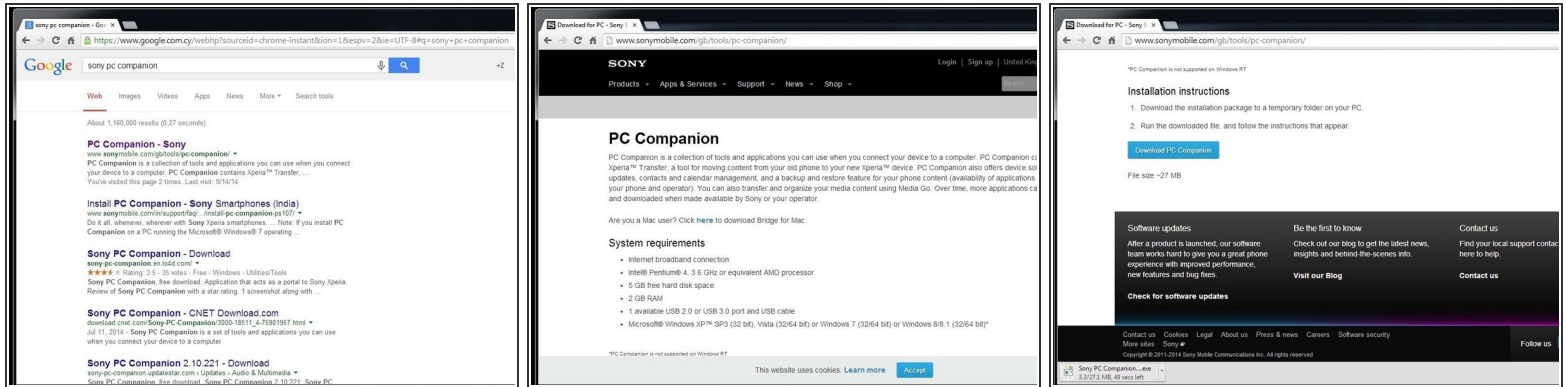 sony pc companion - Goo
https://www.google.com.cy/webhp?sourceid=chrome-instant&ion=1&espv=2&ie=UTF-8#q=sony+pc+companion
Google
sony pc companion
Web Images Videos Apps News More Search tools
About 1,160,000 results (0.27 seconds)
PC Companion - Sony
www.sonymobile.com/gb/tools/pc-companion/
PC Companion is a collection of tools and applications you can use when you connect
your device to a computer. PC Companion contains Xperia™ Transfer, ...
You've visited this page 2 times. Last visit: 9/14/14
Install PC Companion - Sony Smartphones (India)
www.sonymobile.com/in/support/faq/.../install-pc-companion-ps107/
Do it all, whenever, wherever with Sony Xperia smartphones. ... Note: If you install PC
Companion on a PC running the Microsoft® Windows® 7 operating ...
Sony PC Companion - Download
sony-pc-companion.en.lo4d.com/
Rating: 3.5 - 35 votes - Free - Windows - Utilities/Tools
Sony PC Companion, free download. Application that acts as a portal to Sony Xperia.
Review of Sony PC Companion with a star rating, 1 screenshot along with ...
Sony PC Companion - CNET Download.com
download.cnet.com/Sony-PC-Companion/3000-18511_4-75901957.html
Jul 11, 2014 - Sony PC Companion is a set of tools and applications you can use
when you connect your device to a computer.
Sony PC Companion 2.10.221 - Download
sony-pc-companion.updatestar.com › Updates › Audio & Multimedia
Sony PC Companion, free download. Sony PC Companion 2.10.221: Sony PC
Download for PC - Sony S
www.sonymobile.com/gb/tools/pc-companion/
SONY
Login | Sign up | United King
Products Apps & Services Support News Shop
Search
PC Companion
PC Companion is a collection of tools and applications you can use when you connect your device to a computer. PC Companion co
Xperia™ Transfer, a tool for moving content from your old phone to your new Xperia™ device. PC Companion also offers device sof
updates, contacts and calendar management, and a backup and restore feature for your phone content (availability of applications
your phone and operator). You can also transfer and organize your media content using Media Go. Over time, more applications ca
and downloaded when made available by Sony or your operator.
Are you a Mac user? Click here to download Bridge for Mac.
System requirements
Internet broadband connection
Intel® Pentium® 4, 3.6 GHz or equivalent AMD processor
5 GB free hard disk space
2 GB RAM
1 available USB 2.0 or USB 3.0 port and USB cable
Microsoft® Windows XP™ SP3 (32 bit), Vista (32/64 bit) or Windows 7 (32/64 bit) or Windows 8/8.1 (32/64 bit)*
*PC Companion is not supported on Windows RT
This website uses cookies. Learn more Accept
Download for PC - Sony S
www.sonymobile.com/gb/tools/pc-companion/
*PC Companion is not supported on Windows RT
Installation instructions
1. Download the installation package to a temporary folder on your PC.
2. Run the downloaded file, and follow the instructions that appear.
Download PC Companion
File size ~27 MB
Software updates
After a product is launched, our software
team works hard to give you a great phone
experience with improved performance,
new features and bug fixes.
Check for software updates
Be the first to know
Check out our blog to get the latest news,
insights and behind-the-scenes info.
Visit our Blog
Contact us
Find your local support contac
here to help.
Contact us
Contact us Cookies Legal About us Press & news Careers Software security
More sites Sony
Follow us
Copyright © 2011-2014 Sony Mobile Communications Inc. All rights reserved
Sony PC Companion....exe
3.3/27.1 MB, 49 secs left